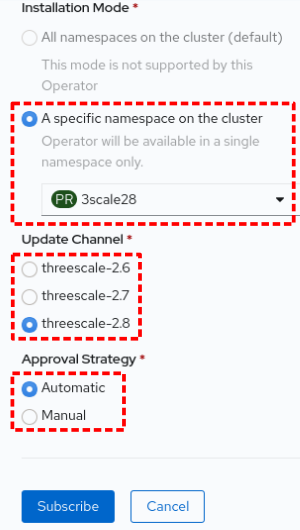 Installation Mode *
All namespaces on the cluster (default)
This mode is not supported by this
Operator
A specific namespace on the cluster
Operator will be available in a single
namespace only.
PR 3scale28
Update Channel *
threescale-2.6
threescale-2.7
threescale-2.8
Approval Strategy *
Automatic
Manual
Subscribe Cancel